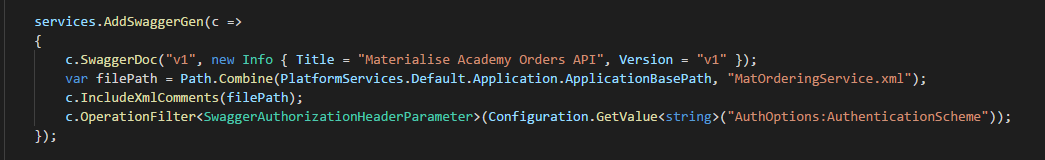 services.AddSwaggerGen(c =>
{
    c.SwaggerDoc("v1", new Info { Title = "Materialise Academy Orders API", Version = "v1" });
    var filePath = Path.Combine(PlatformServices.Default.Application.ApplicationBasePath, "MatOrderingService.xml");
    c.IncludeXmlComments(filePath);
    c.OperationFilter<SwaggerAuthorizationHeaderParameter>(Configuration.GetValue<string>("AuthOptions:AuthenticationScheme"));
});